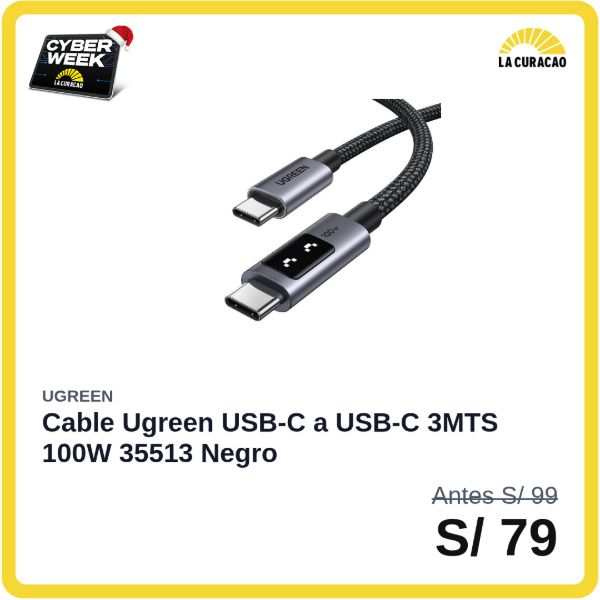 CYBER
WEEK
LA CURACAO
LA CURACAO
UGREEN
100W
UGREEN
Cable Ugreen USB-C a USB-C 3MTS
100W 35513 Negro
Antes S/ 99
S/ 79